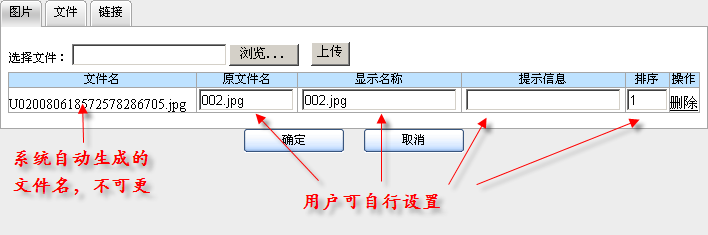 图片 文件 链接
选择文件： 浏览... 上传
文件名 原文件名 显示名称 提示信息 排序 操作
U020080618572578286705.jpg 002.jpg 002.jpg 1 删除
确定 取消
系统自动生成的
文件名，不可更
用户可自行设置